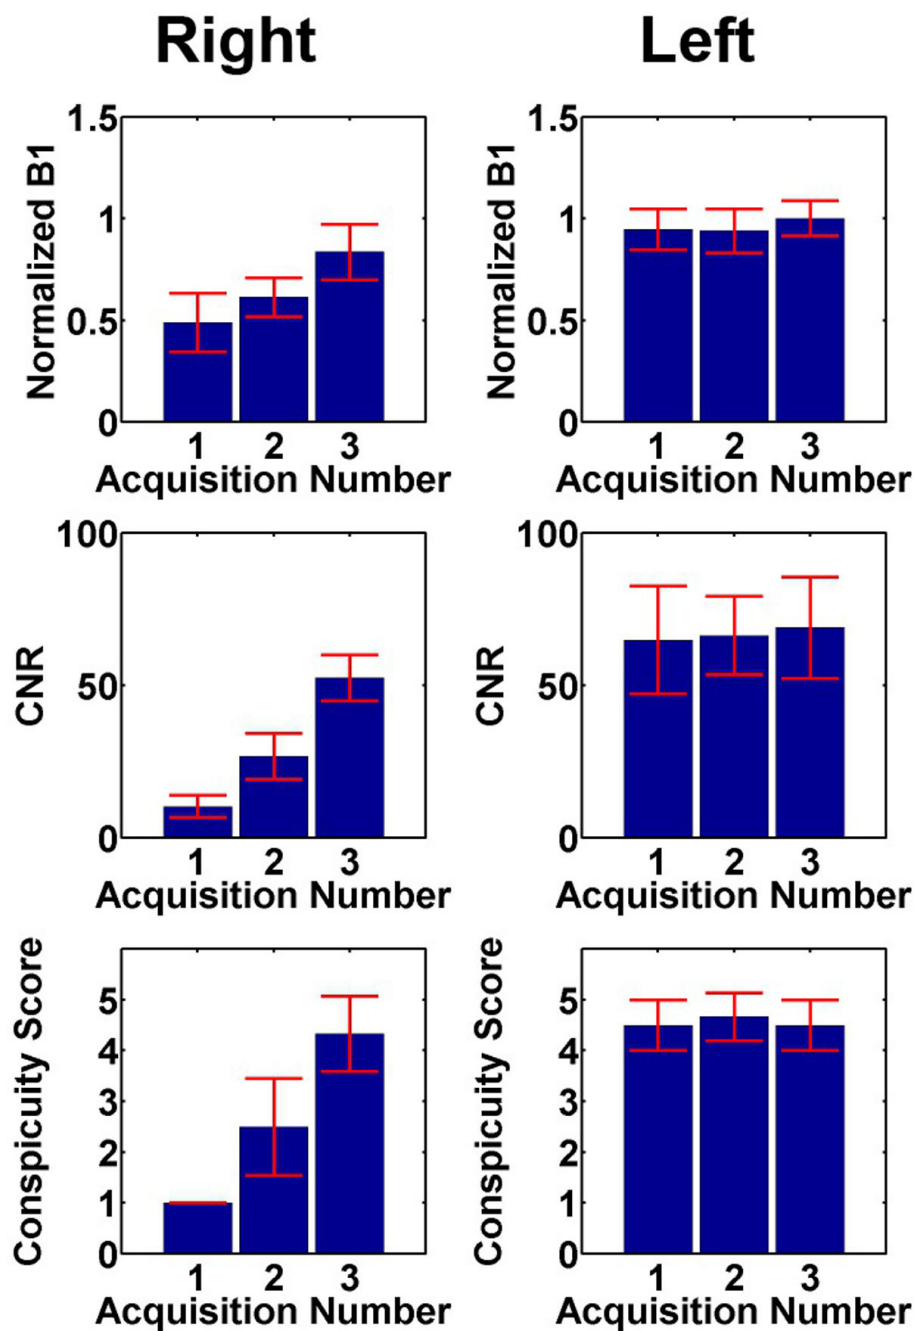 Right
Left
Normalized B1
1.5
1
0.5
0
1 2 3
Acquisition Number
Normalized B1
1.5
1
0.5
0
1 2 3
Acquisition Number
CNR
100
50
0
1 2 3
Acquisition Number
CNR
100
50
0
1 2 3
Acquisition Number
Conspicuity Score
5
4
3
2
1
0
1 2 3
Acquisition Number
Conspicuity Score
5
4
3
2
1
0
1 2 3
Acquisition Number